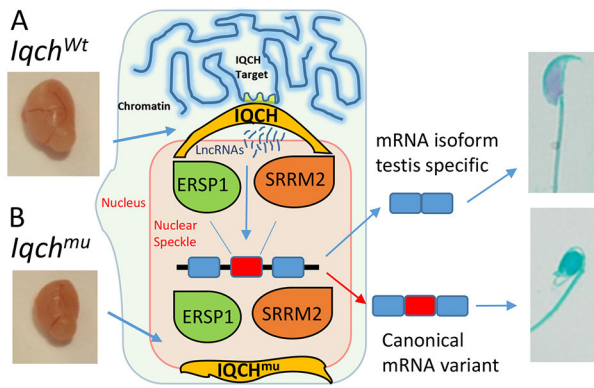 A
Iqch^Wt
IQCH
Target
Chromatin
IQCH
LncRNAs
ERSP1
SRRM2
mRNA isoform
testis specific
Nucleus
Nuclear
Speckle
B
Iqch^mu
ERSP1
SRRM2
Canonical
mRNA variant
IQCH^mu